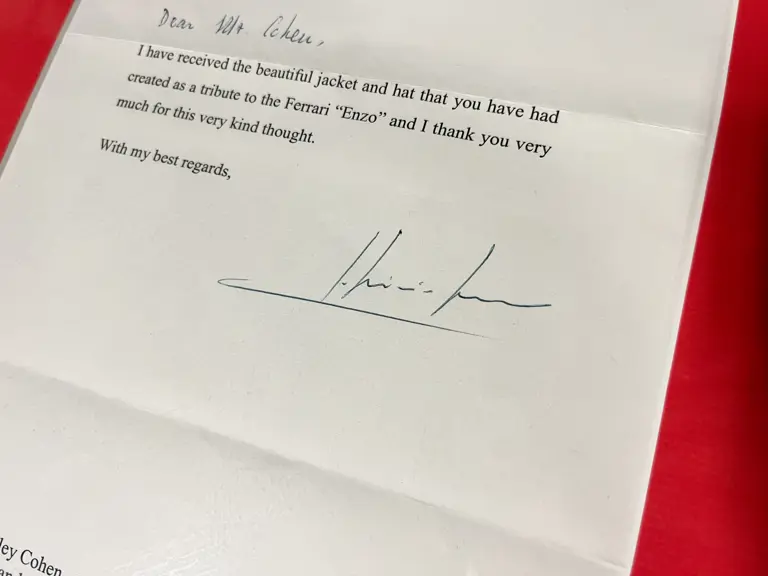 Dear Mr. Cohen,
I have received the beautiful jacket and hat that you have had
created as a tribute to the Ferrari “Enzo” and I thank you very
much for this very kind thought.
With my best regards,
ley Cohen